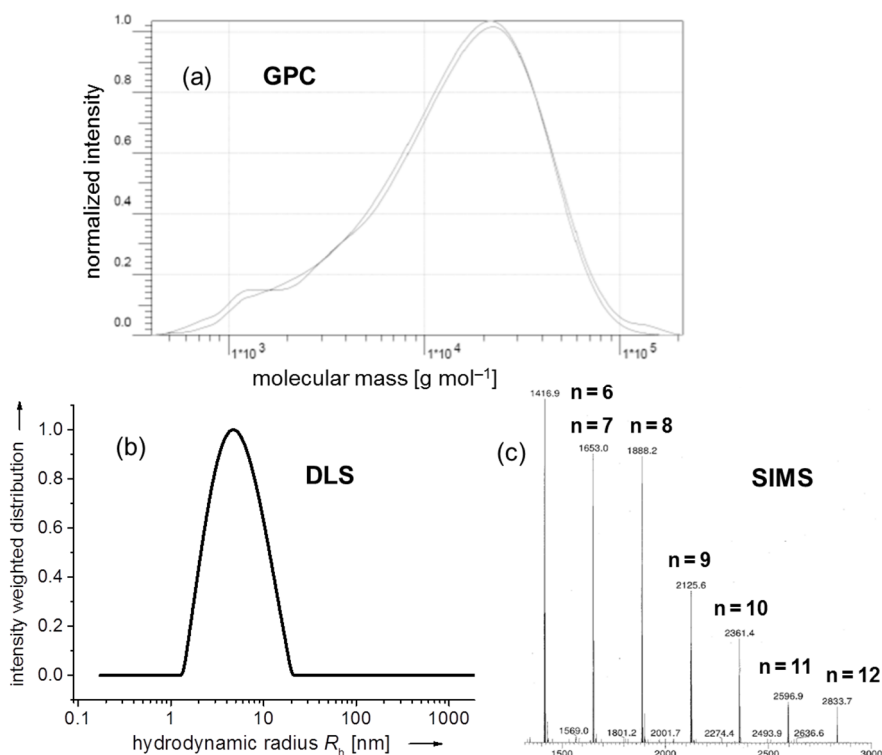 (a) GPC
normalized intensity
1.0
0.8
0.6
0.4
0.2
0.0
1*10³ 1*10⁴ 1*10⁵
molecular mass [g mol⁻¹]
(b) DLS
intensity weighted distribution
1.0
0.8
0.6
0.4
0.2
0.0
0.1 1 10 100 1000
hydrodynamic radius Rₕ [nm]
(c) SIMS
1416.9 n=6
n=7 n=8
1653.0 1888.2
n=9
2125.6
n=10
2361.4
n=11 n=12
2596.9 2833.7
1569.0 1801.2 2001.7 2274.4 2493.9 2636.6
1500 2000 2500 3000